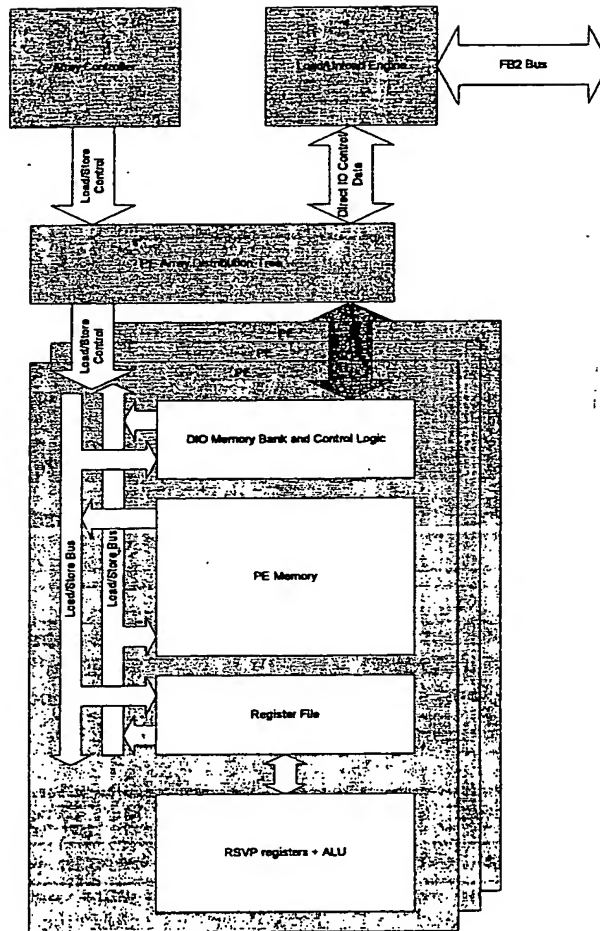 Array Controller
Load/Unload Engine
FB2 Bus
Load/Store
Control
Direct IO Control/
Data
PE Array Distribution Tree
Load/Store
Control
PE
PE
PE
DIO Memory Bank and Control Logic
Load/Store Bus
Load/Store Bus
PE Memory
Register File
RSVP registers + ALU